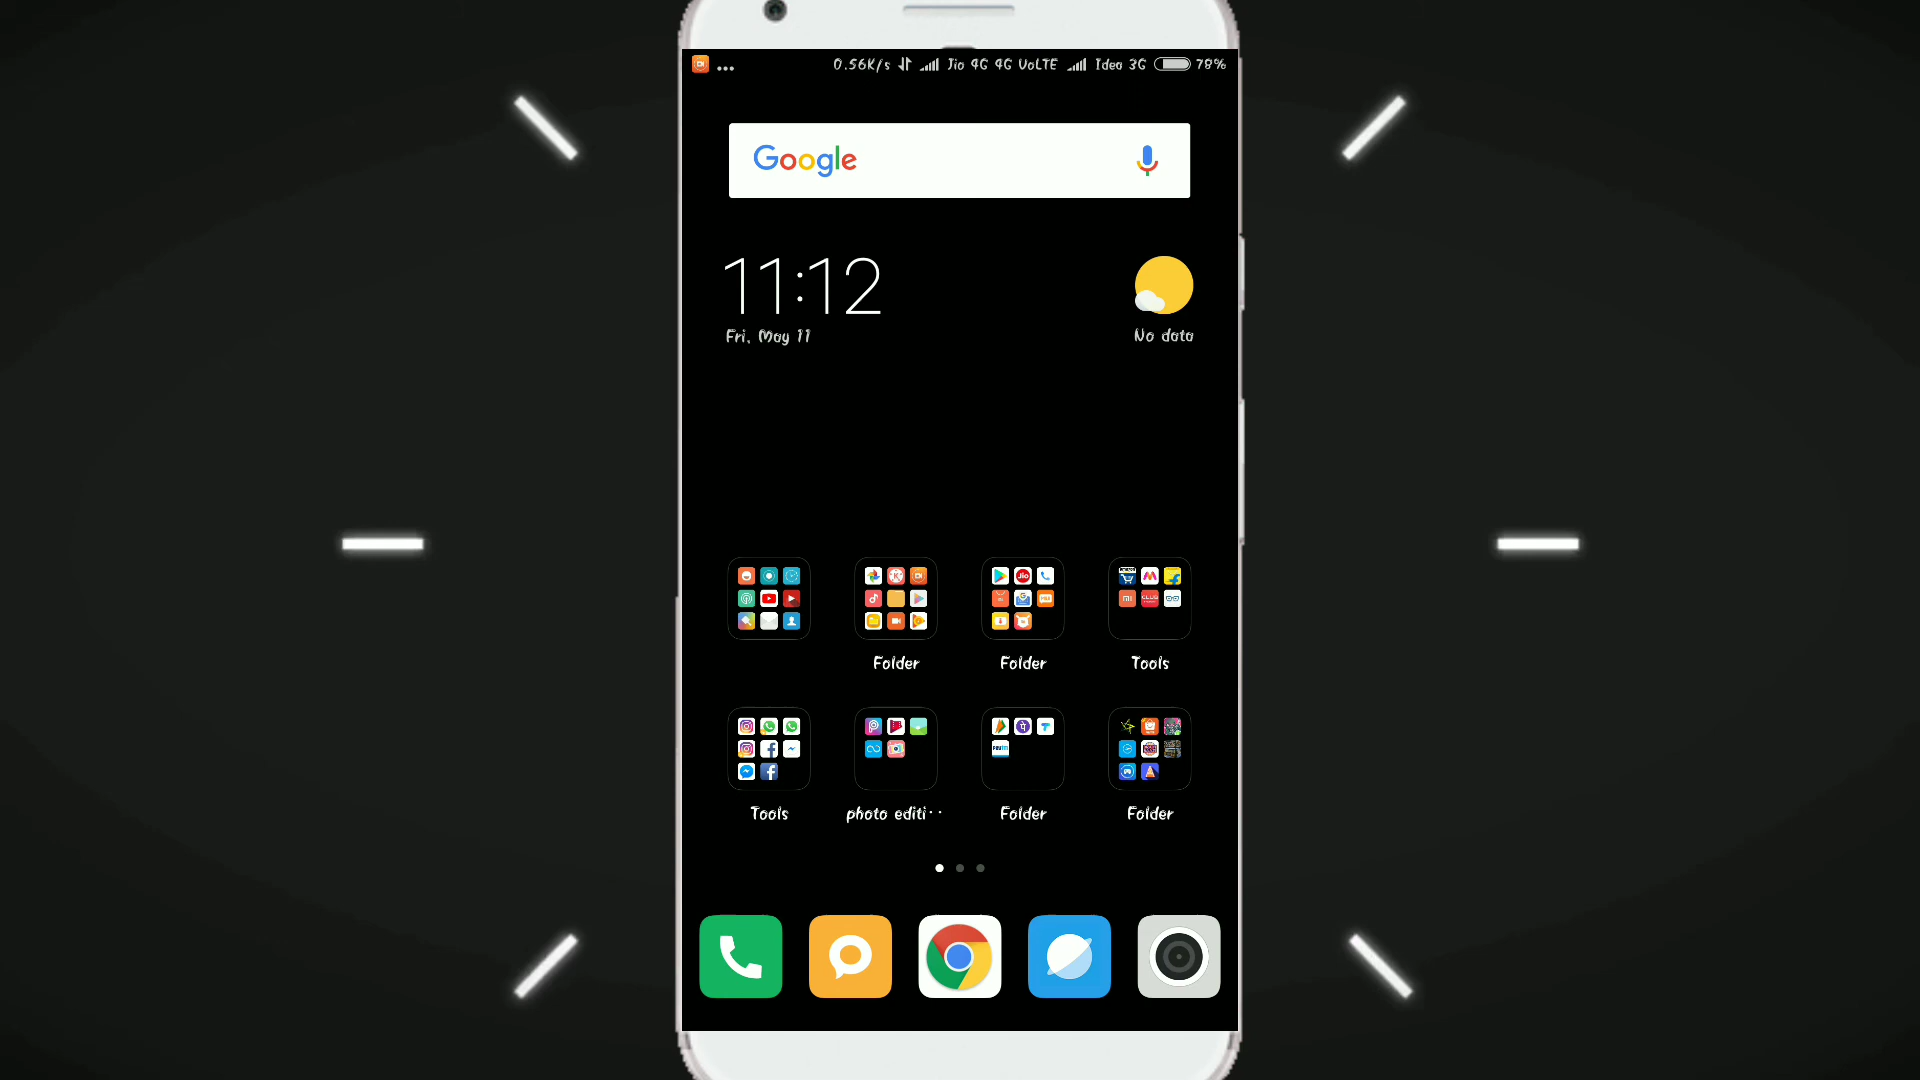 ... 0.56K/s Jio 4G 4G VoLTE Idea 3G 78%
Google
11:12
Fri, May 11
No data
Folder Folder Tools
Tools photo editi.. Folder Folder